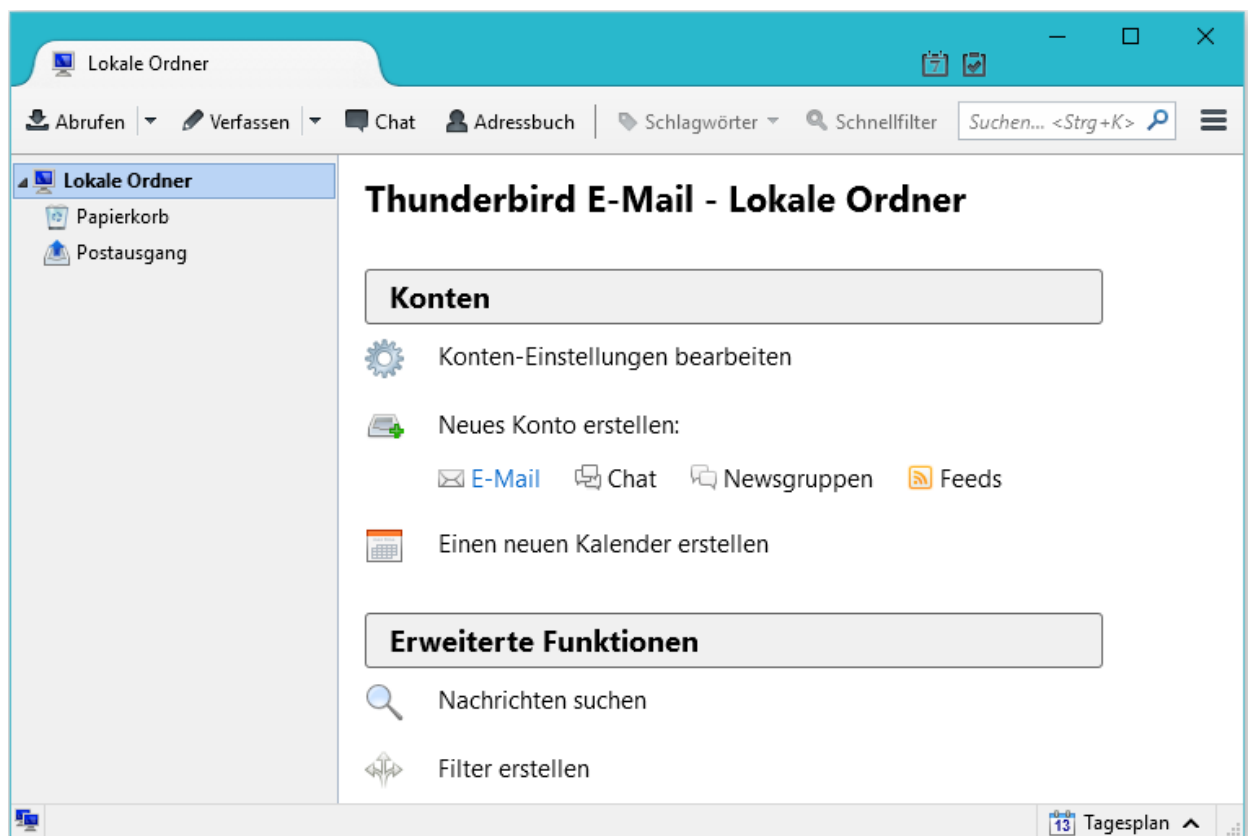 Lokale Ordner
7
Abrufen Verfassen Chat Adressbuch Schlagwörter Schnellfilter Suchen... <Strg+K>
Lokale Ordner
Papierkorb
Postausgang
Thunderbird E-Mail - Lokale Ordner
Konten
Konten-Einstellungen bearbeiten
Neues Konto erstellen:
E-Mail Chat Newsgruppen Feeds
Einen neuen Kalender erstellen
Erweiterte Funktionen
Nachrichten suchen
Filter erstellen
13 Tagesplan